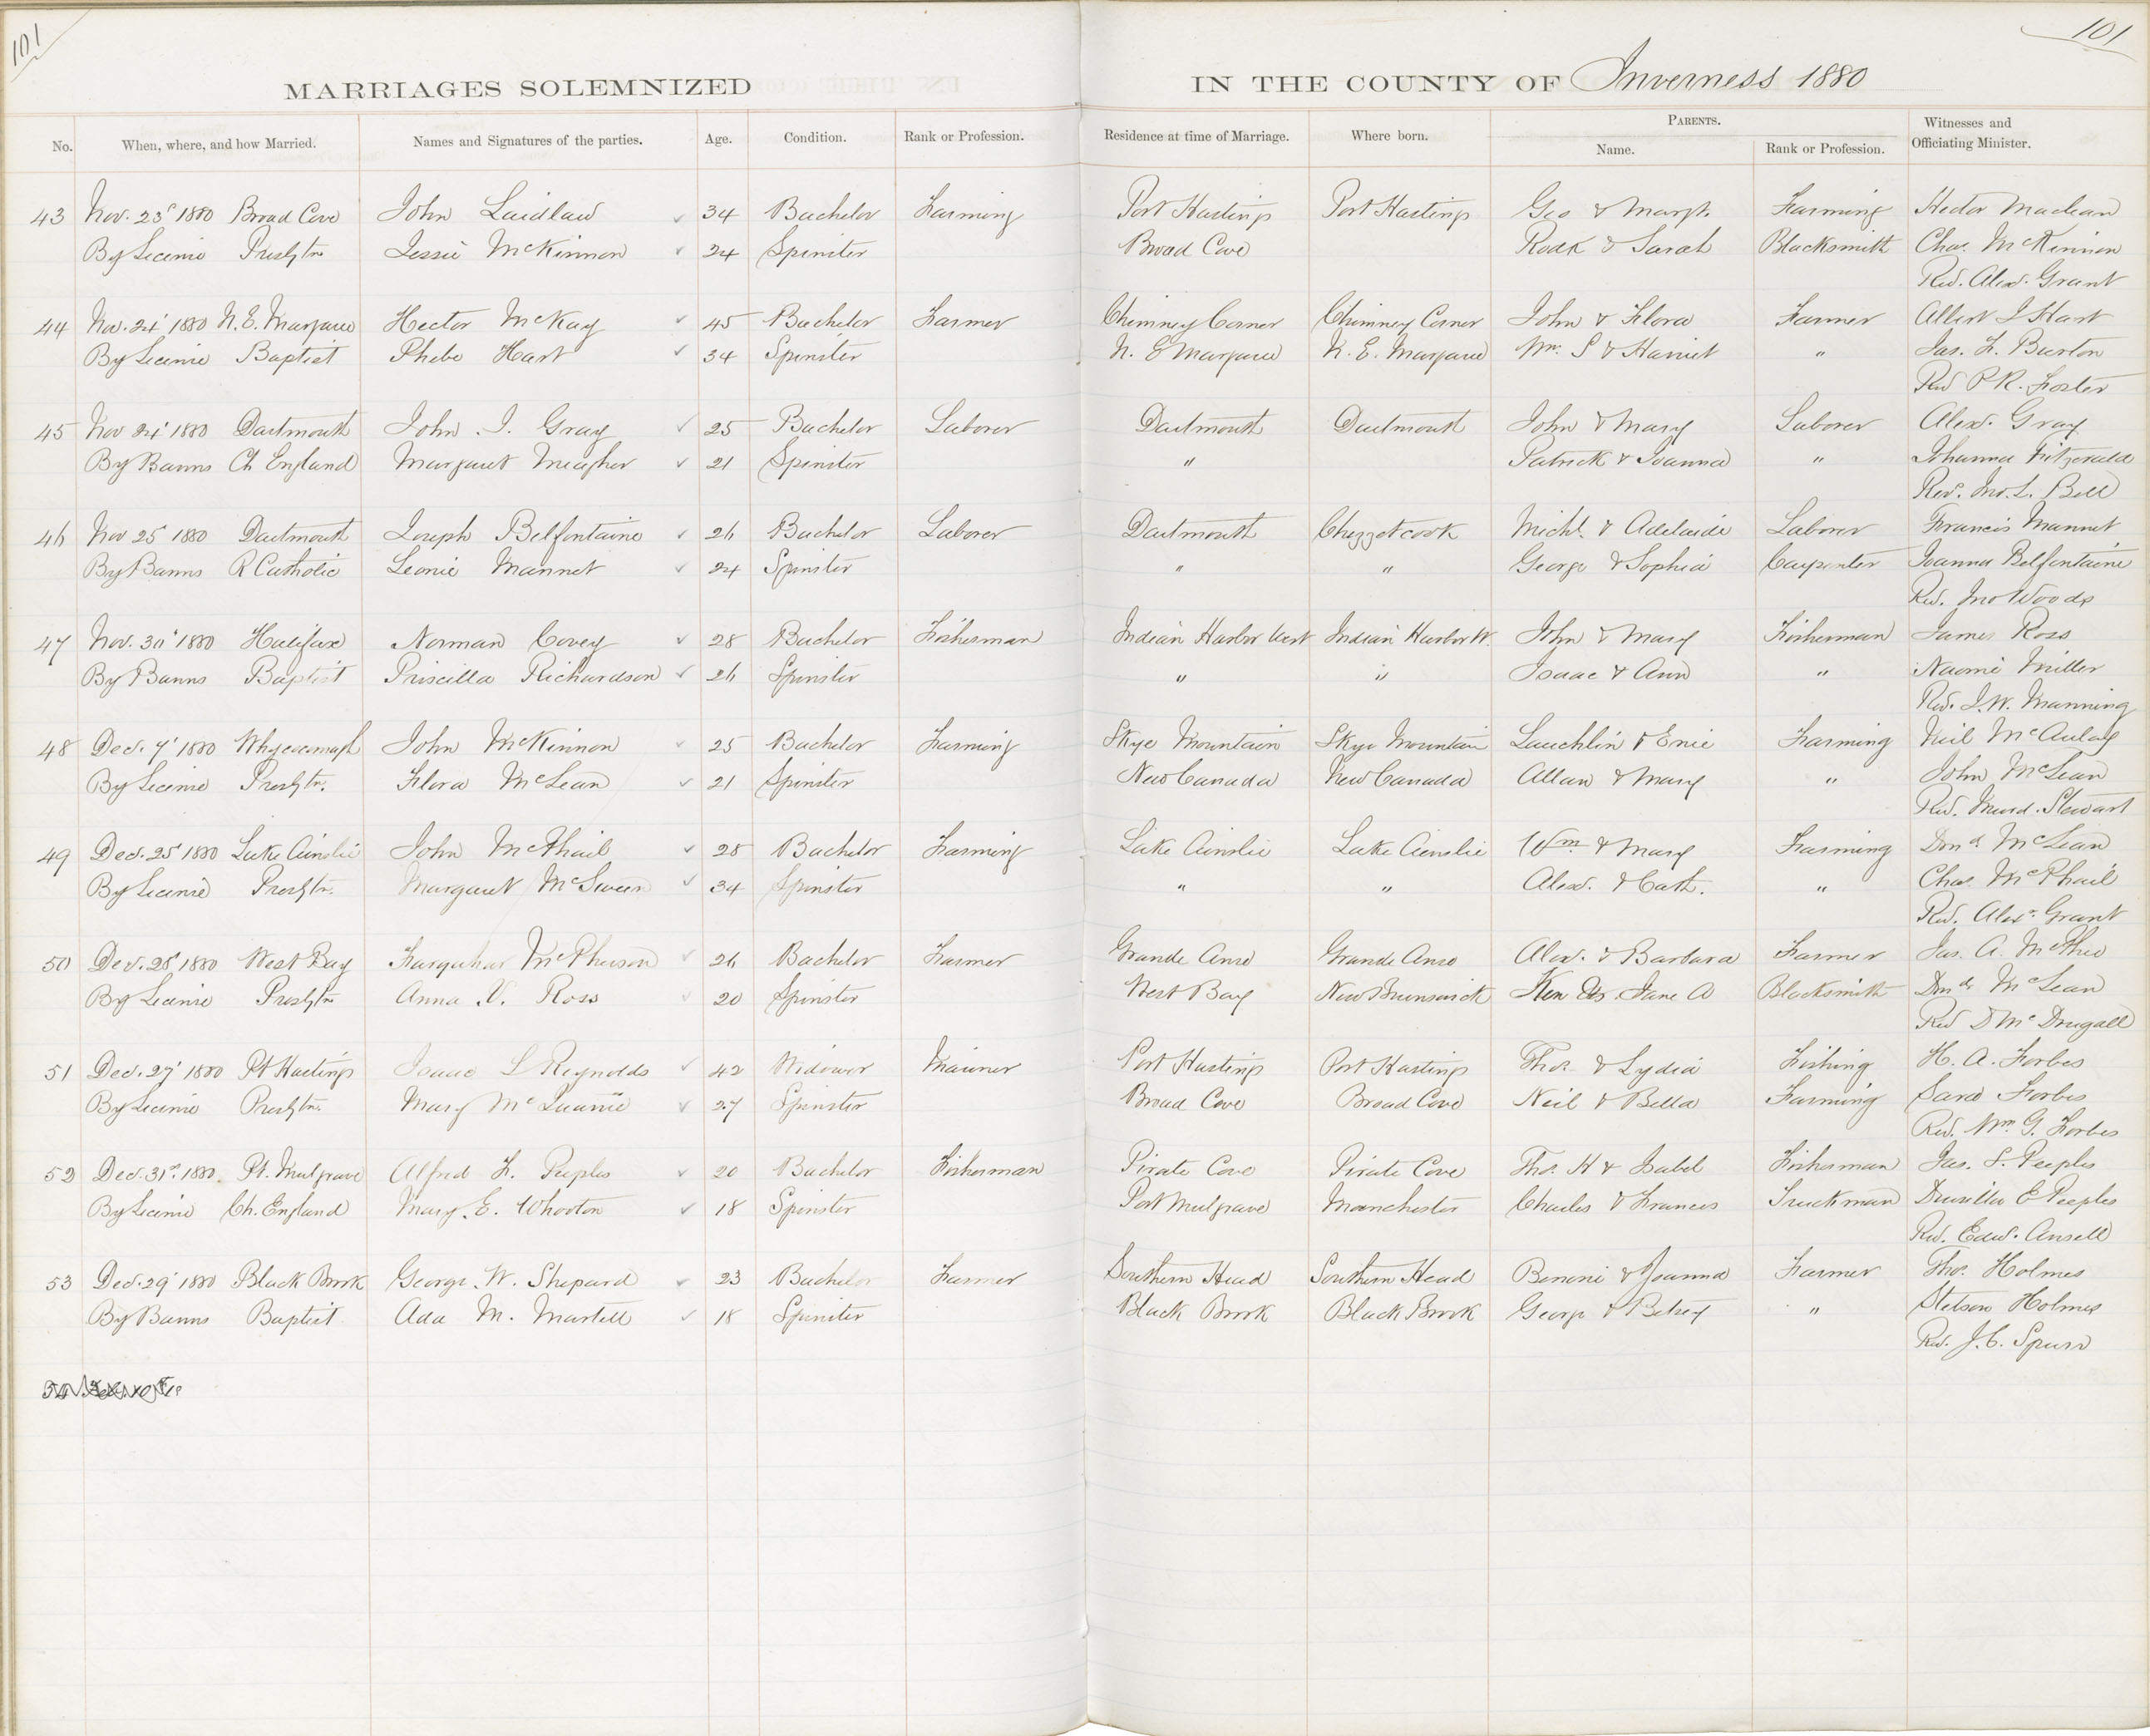 101
101
MARRIAGES SOLEMNIZED IN THE COUNTY OF Inverness 1880
No. When, where, and how Married. Names and Signatures of the parties. Age. Condition. Rank or Profession. Residence at time of Marriage. Where born. PARENTS. Name. Rank or Profession. Witnesses and Officiating Minister.
43 Nov. 23 1880 Broad Cove John Laidlaw 34 Bachelor Farming Port Hastings Port Hastings Geo & Margt. Farming Hector Maclean
By License Presbtn Jessie McKinnon 24 Spinster Broad Cove Rodk & Sarah Blacksmith Chas. McKinnon
Rev. Alex. Grant
44 Nov. 24 1880 N. E. Margaree Hector McKay 45 Bachelor Farmer Chimney Corner Chimney Corner John & Flora Farmer Albert I Hart
By License Baptist Phebe Hart 34 Spinster N. E Margaree N. E. Margaree Wm. S & Harriet " Jas. F. Burton
Rev P. R. Foster
45 Nov 24 1880 Dartmouth John J. Gray 25 Bachelor Laborer Dartmouth Dartmouth John & Mary Laborer Alex. Gray
By Banns Ch England Margaret Meagher 21 Spinster " Patrick & Joanna " Johanna Fitzgerald
Rev. Jno. L. Bell
46 Nov 25 1880 Dartmouth Joseph Belfontaine 26 Bachelor Laborer Dartmouth Chezzetcook Michl. & Adelaide Laborer Francis Mannet
By Banns R Catholic Leonie Mannet 24 Spinster " " George & Sophia Carpenter Joanna Belfontaine
Rev. Jno Woods
47 Nov. 30 1880 Halifax Norman Covey 28 Bachelor Fisherman Indian Harbor West Indian Harbor W. John & Mary Fisherman James Ross
By Banns Baptist Priscilla Richardson 26 Spinster " " Isaac & Ann " Naomi Miller
Rev. J. W. Manning
48 Dec. 7 1880 Whycocomagh John McKinnon 25 Bachelor Farming Skye Mountain Skye Mountain Lauchlin & Enie Farming Neil McAulay
By License Presbtn. Flora McLean 21 Spinster New Canada New Canada Allan & Mary " John McLean
Rev. Murd. Stewart
49 Dec. 25 1880 Lake Ainslie John McPhail 28 Bachelor Farming Lake Ainslie Lake Ainslie Wm & Mary Farming Dond McLean
By License Presbtn. Margaret McSween 34 Spinster " " Alex. & Cath. " Chas. McPhail
Rev. Alexr. Grant
50 Dec. 28 1880 West Bay Farquhar McPherson 26 Bachelor Farmer Grande Anse Grande Anse Alex. & Barbara Farmer Jas. A. McPhee
By License Presbtn Anna V. Ross 20 Spinster West Bay New Brunswick Ken & Jane A Blacksmith Dond McLean
Rev D McDougall
51 Dec. 27 1880 Pt Hastings Isaac L Reynolds 42 Widower Mariner Port Hastings Port Hastings Thos. & Lydia Fishing H. A. Forbes
By License Presbtn. Mary McQuarrie 27 Spinster Broad Cove Broad Cove Neil & Bella Farming Sara Forbes
Rev. Wm G. Forbes
52 Dec. 31st. 1880. Pt. Mulgrave Alfred F. Peeples 20 Bachelor Fisherman Pirate Cove Pirate Cove Thos. H & Isabel Fisherman Jas. S. Peeples
By License Ch. England Mary E. Whooton 18 Spinster Port Mulgrave Manchester Charles & Frances Truckman Drusilla E Peeples
Rev. Edw. Ansell
53 Dec. 29 1880 Black Brook George W. Shepard 23 Bachelor Farmer Southern Head Southern Head Benoni & Joanna Farmer Thos. Holmes
By Banns Baptist Ada M. Martell 18 Spinster Black Brook Black Brook George & Betsey " Stetson Holmes
Rev. J. C. Spurr